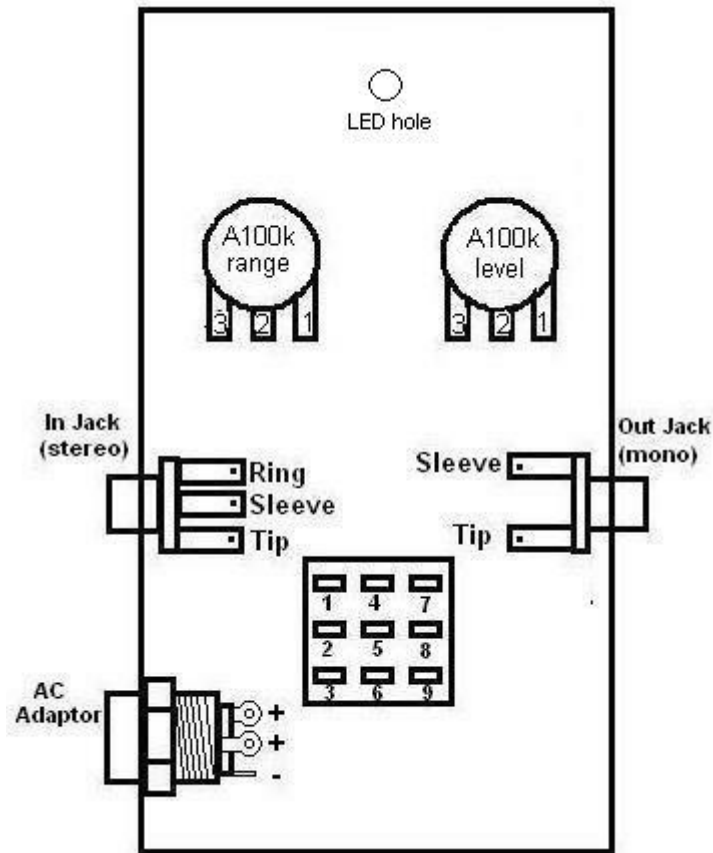 LED hole
A100k
range
A100k
level
3 2 1
3 2 1
In Jack
(stereo)
Out Jack
(mono)
Ring
Sleeve
Tip
Sleeve
Tip
1 4 7
2 5 8
3 6 9
AC
Adaptor
+
+
-